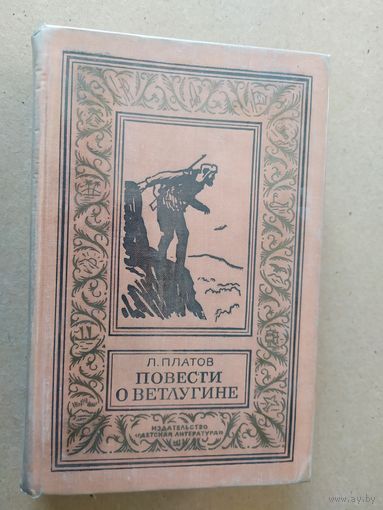 Л. ПЛАТОВ
ПОВЕСТИ
О ВЕТЛУГИНЕ
ИЗДАТЕЛЬСТВО
«ДЕТСКАЯ ЛИТЕРАТУРА»
www.ay.by